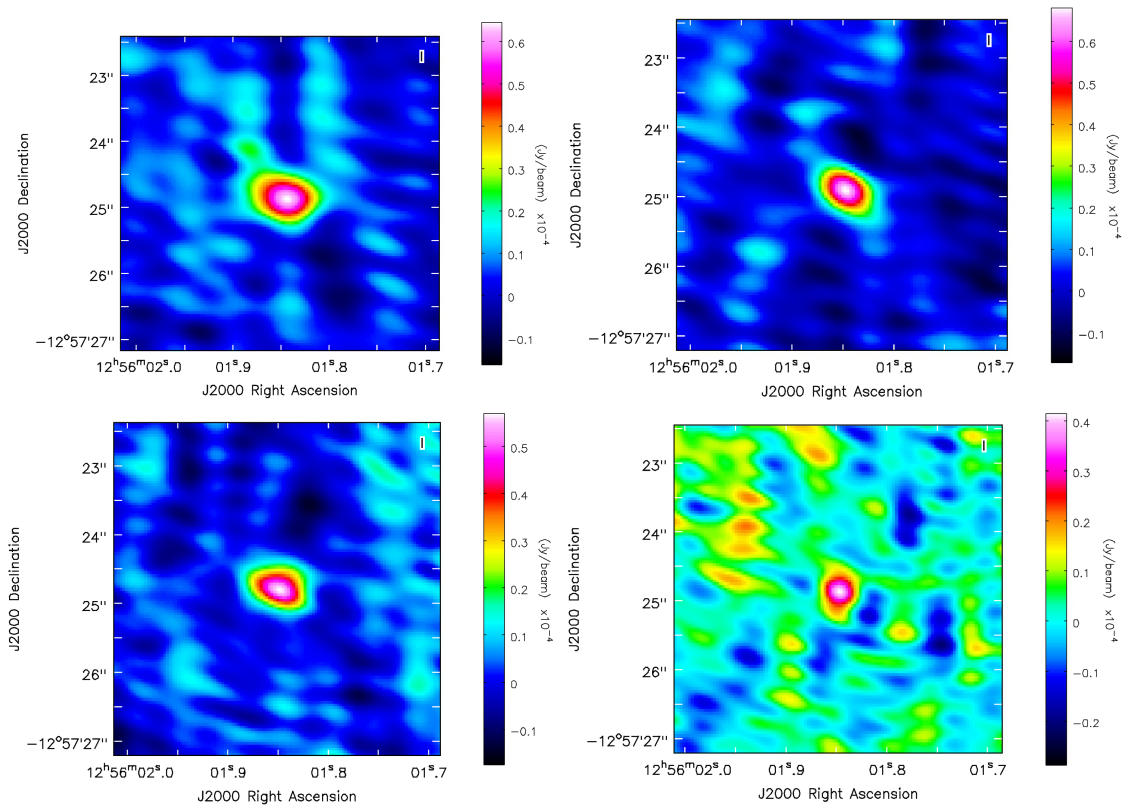 I
23''
24''
25''
26''
−12°57'27''
12ʰ56ᵐ02ˢ.0 01ˢ.9 01ˢ.8 01ˢ.7
J2000 Right Ascension
J2000 Declination
0.6
0.5
0.4
0.3
0.2
0.1
0
−0.1
(Jy/beam) ×10⁻⁴
I
23''
24''
25''
26''
−12°57'27''
12ʰ56ᵐ02ˢ.0 01ˢ.9 01ˢ.8 01ˢ.7
J2000 Right Ascension
J2000 Declination
0.6
0.5
0.4
0.3
0.2
0.1
0
−0.1
(Jy/beam) ×10⁻⁴
I
23''
24''
25''
26''
−12°57'27''
12ʰ56ᵐ02ˢ.0 01ˢ.9 01ˢ.8 01ˢ.7
J2000 Right Ascension
J2000 Declination
0.5
0.4
0.3
0.2
0.1
0
−0.1
(Jy/beam) ×10⁻⁴
I
23''
24''
25''
26''
−12°57'27''
12ʰ56ᵐ02ˢ.0 01ˢ.9 01ˢ.8 01ˢ.7
J2000 Right Ascension
J2000 Declination
0.4
0.3
0.2
0.1
0
−0.1
−0.2
(Jy/beam) ×10⁻⁴